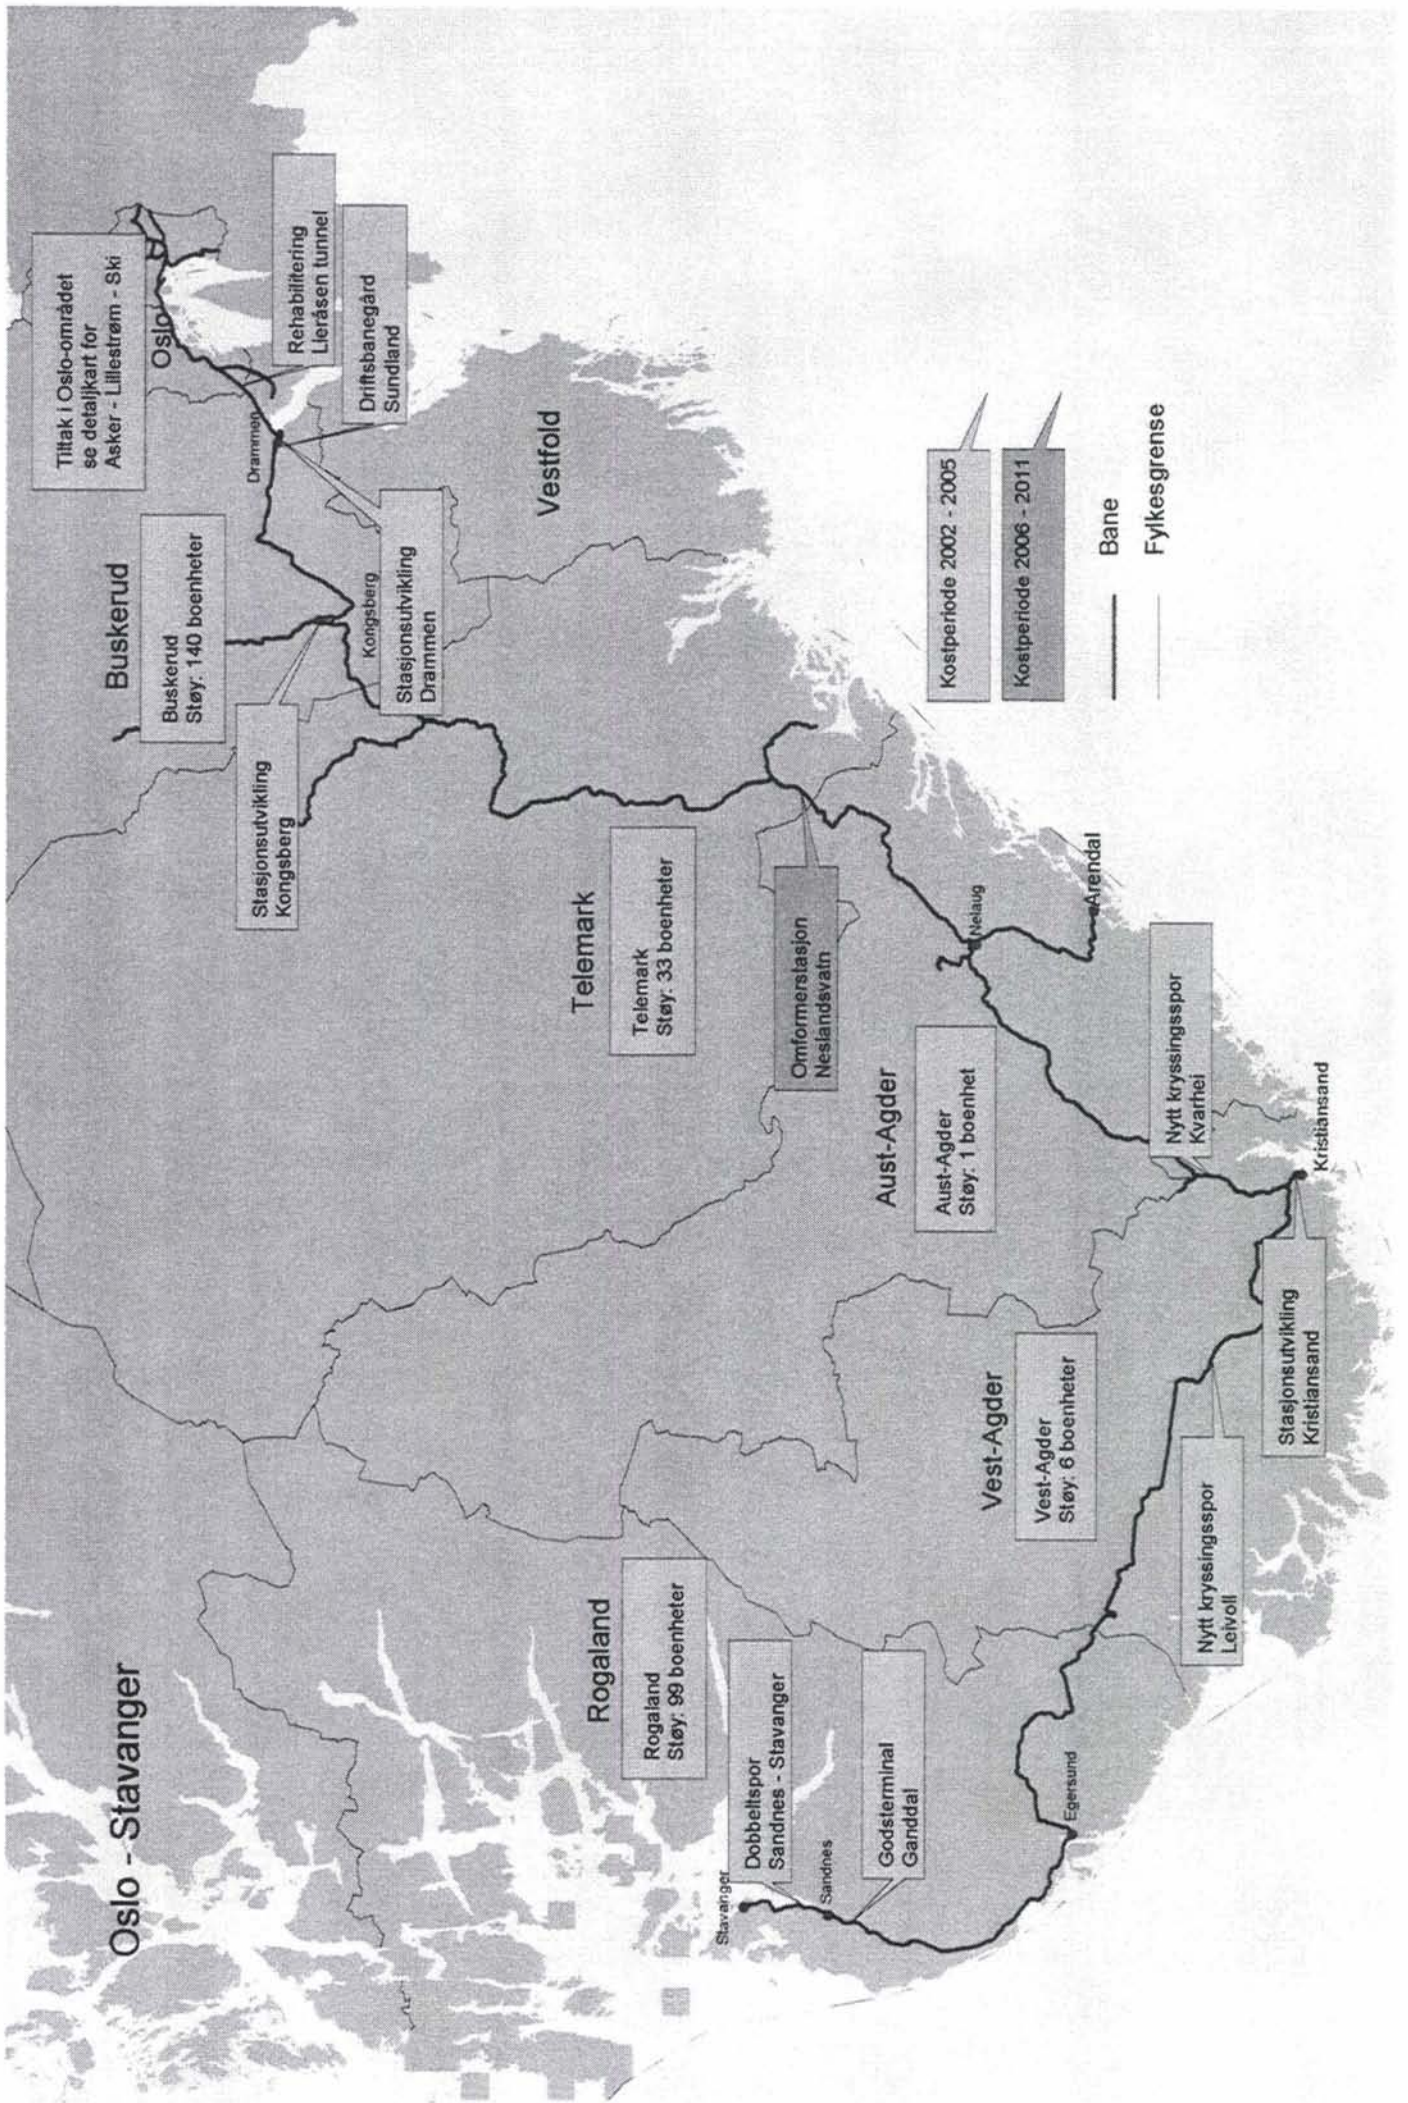 Oslo - Stavanger
Tiltak i Oslo-området
se detaljkart for
Asker - Lillestrøm - Ski
Oslo
Rehabilitering
Lieråsen tunnel
Driftsbanegård
Sundland
Drammen
Buskerud
Buskerud
Støy: 140 boenheter
Stasjonsutvikling
Kongsberg
Kongsberg
Stasjonsutvikling
Drammen
Vestfold
Telemark
Telemark
Støy: 33 boenheter
Omformerstasjon
Neslandsvatn
Nelaug
Arendal
Aust-Agder
Aust-Agder
Støy: 1 boenhet
Nytt kryssingsspor
Kvarhei
Kristiansand
Stasjonsutvikling
Kristiansand
Vest-Agder
Vest-Agder
Støy: 6 boenheter
Nytt kryssingsspor
Leivoll
Rogaland
Rogaland
Støy: 99 boenheter
Dobbeltspor
Sandnes - Stavanger
Stavanger
Sandnes
Godsterminal
Ganddal
Egersund
Kostperiode 2002 - 2005
Kostperiode 2006 - 2011
Bane
Fylkesgrense